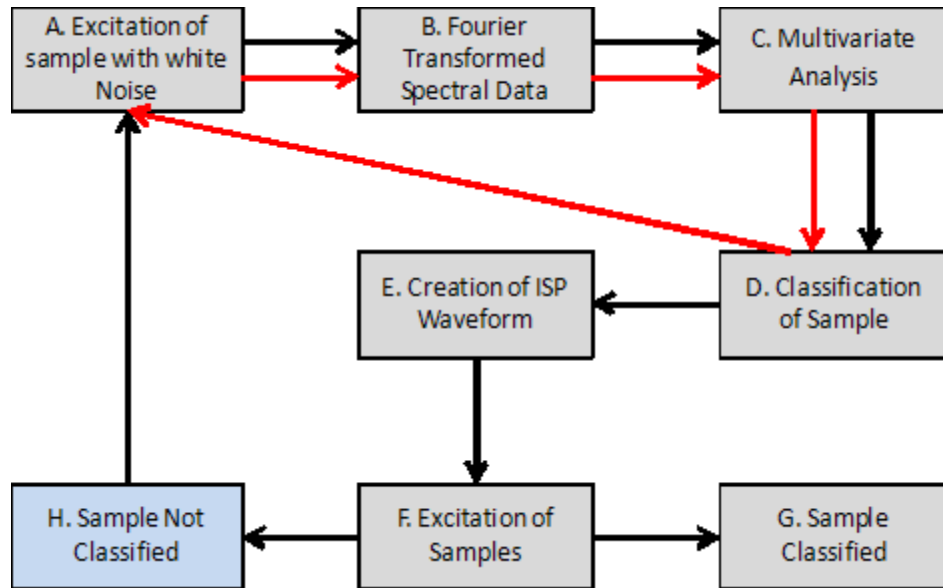 A. Excitation of
sample with white
Noise
B. Fourier
Transformed
Spectral Data
C. Multivariate
Analysis
E. Creation of ISP
Waveform
D. Classification
of Sample
H. Sample Not
Classified
F. Excitation of
Samples
G. Sample
Classified